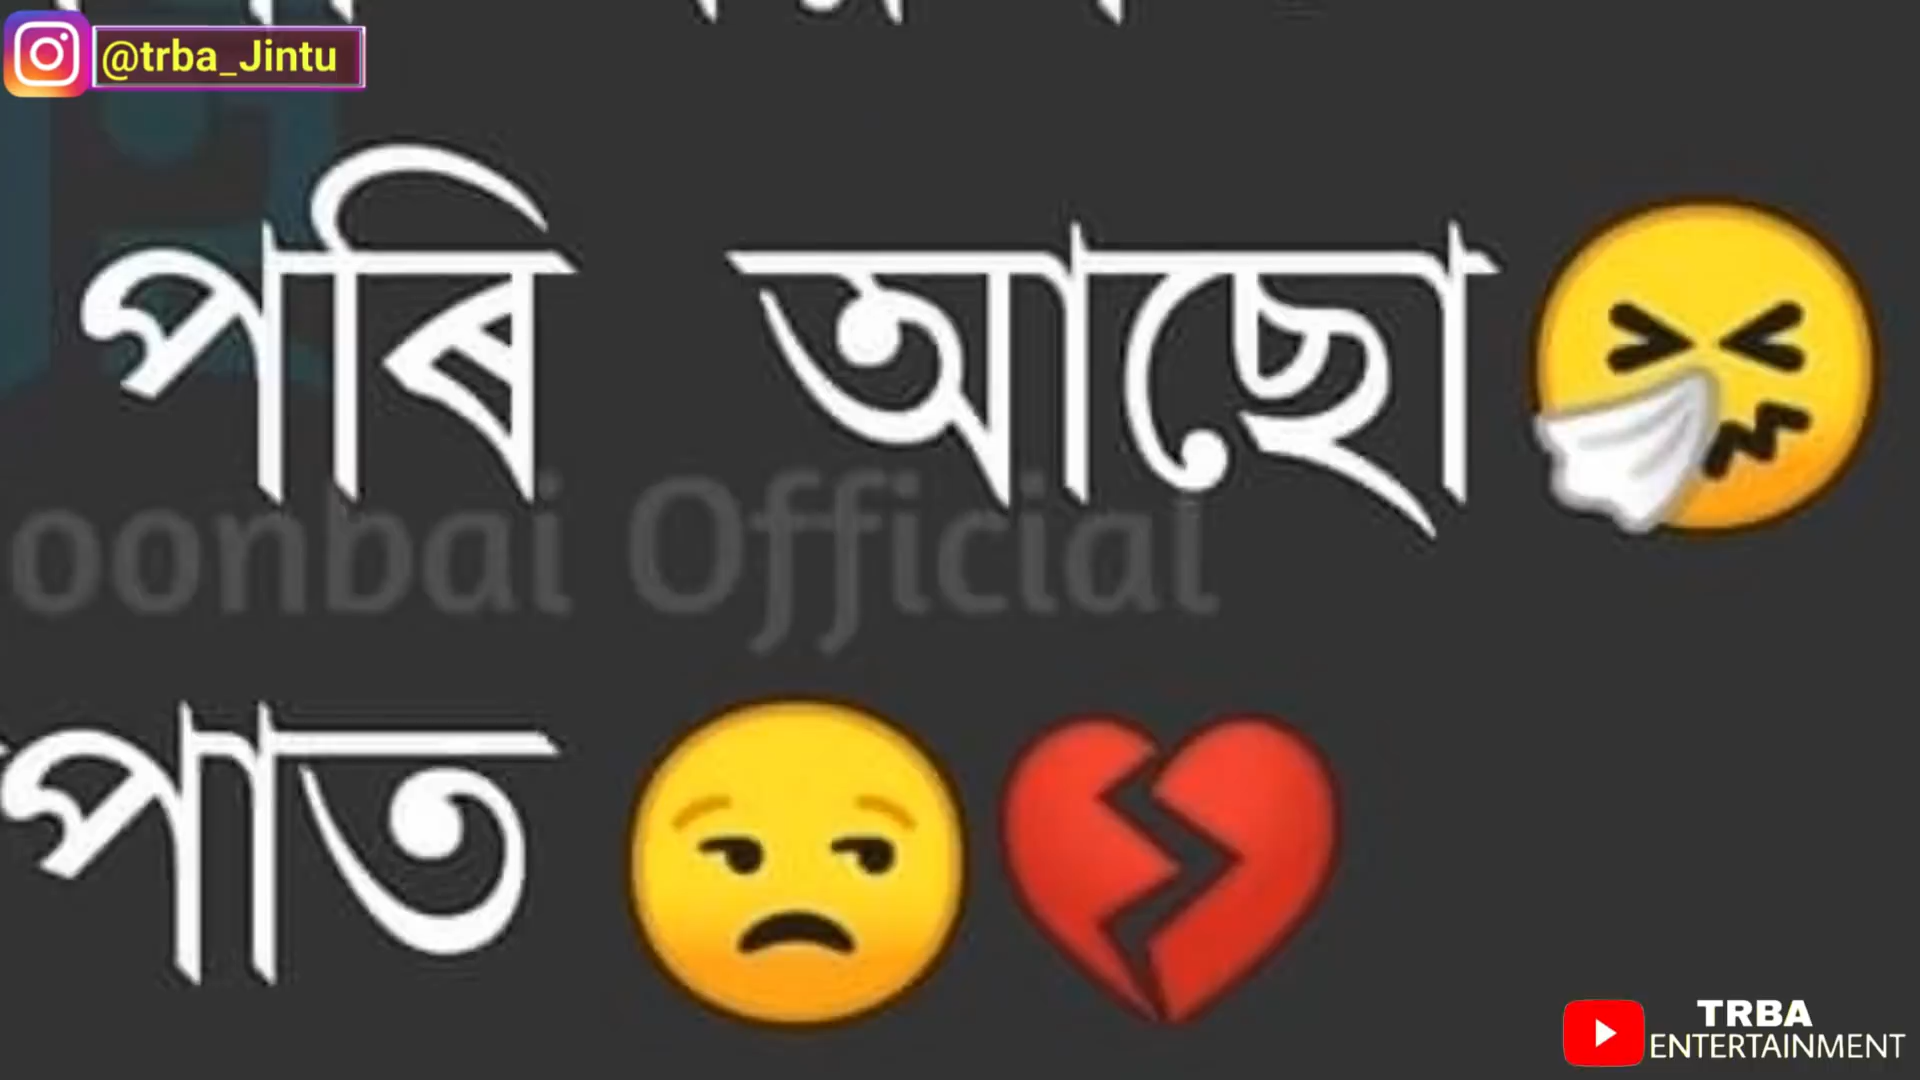 @trba_Jintu
পৰি আছো🤧
oonbai Official
পাত 😒💔
TRBA
ENTERTAINMENT